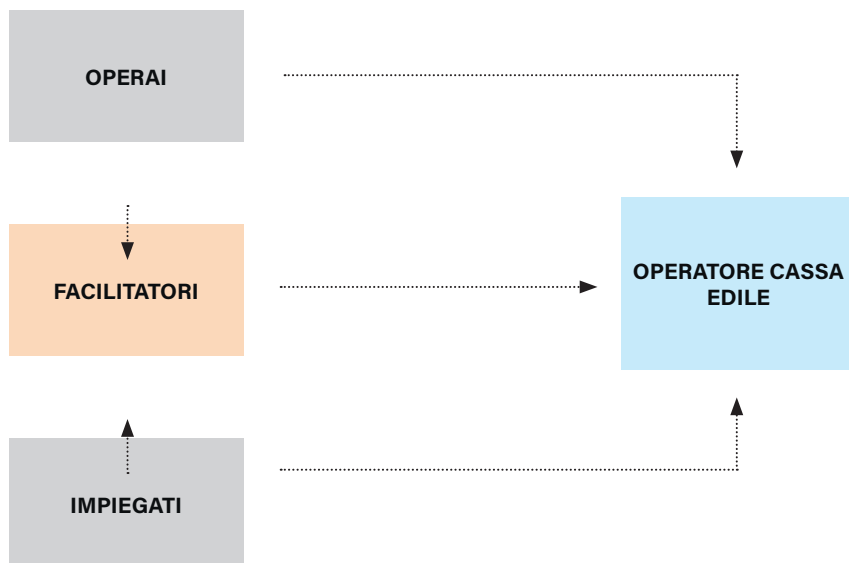 OPERAI
FACILITATORI
OPERATORE CASSA
EDILE
IMPIEGATI